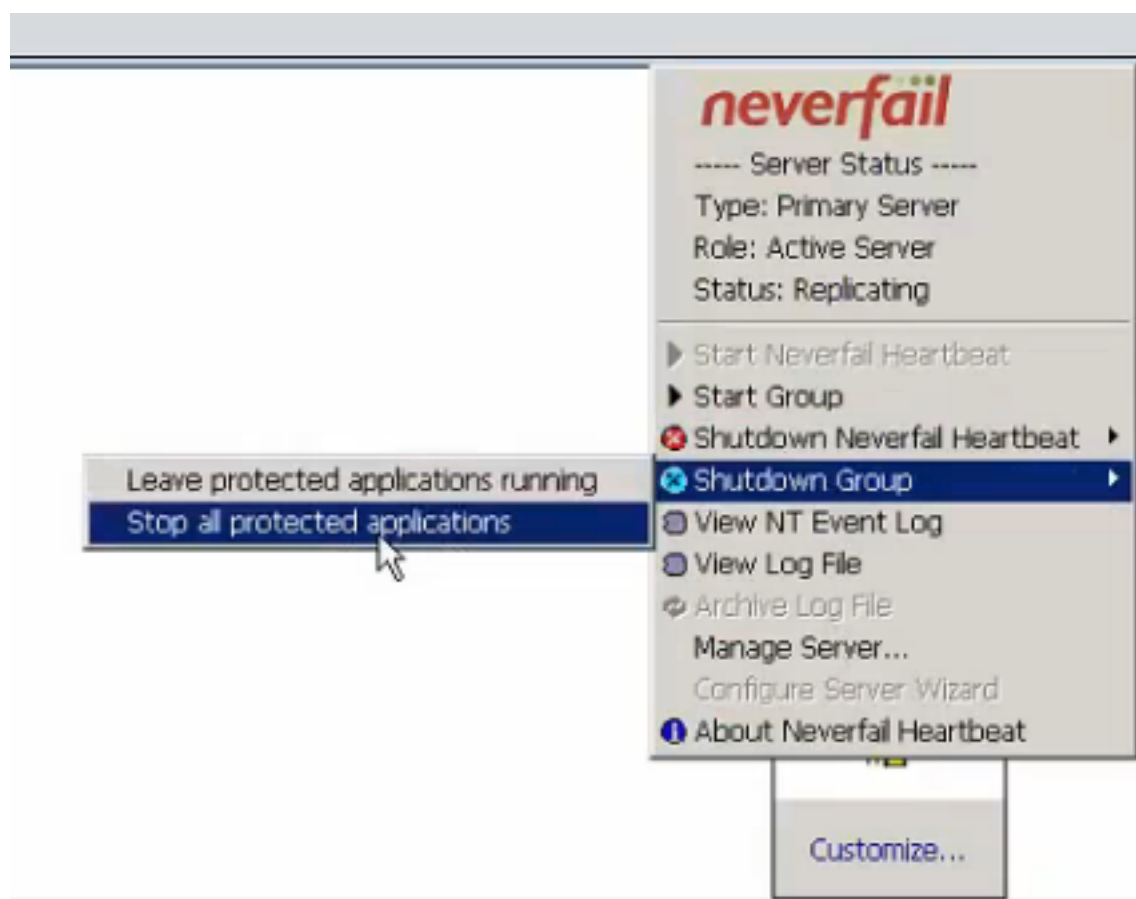 neverfail
----- Server Status -----
Type: Primary Server
Role: Active Server
Status: Replicating
Start Neverfail Heartbeat
Start Group
Shutdown Neverfail Heartbeat
Shutdown Group
Leave protected applications running
Stop all protected applications
View NT Event Log
View Log File
Archive Log File
Manage Server...
Configure Server Wizard
About Neverfail Heartbeat
Customize...